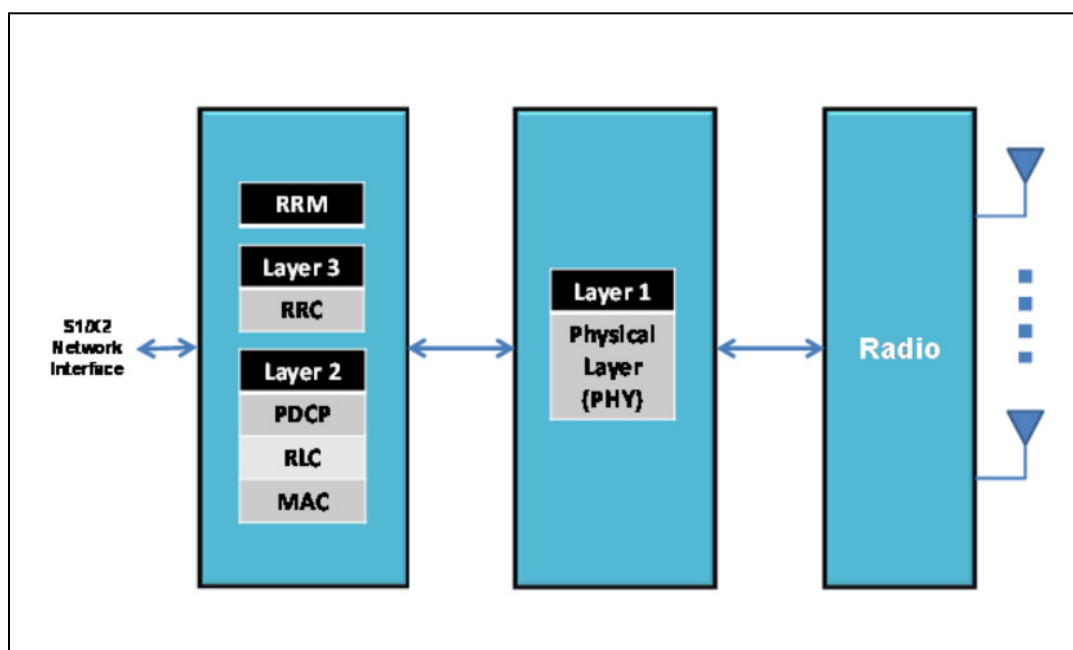 S1/X2
Network
Interface
RRM
Layer 3
RRC
Layer 2
PDCP
RLC
MAC
Layer 1
Physical
Layer
(PHY)
Radio